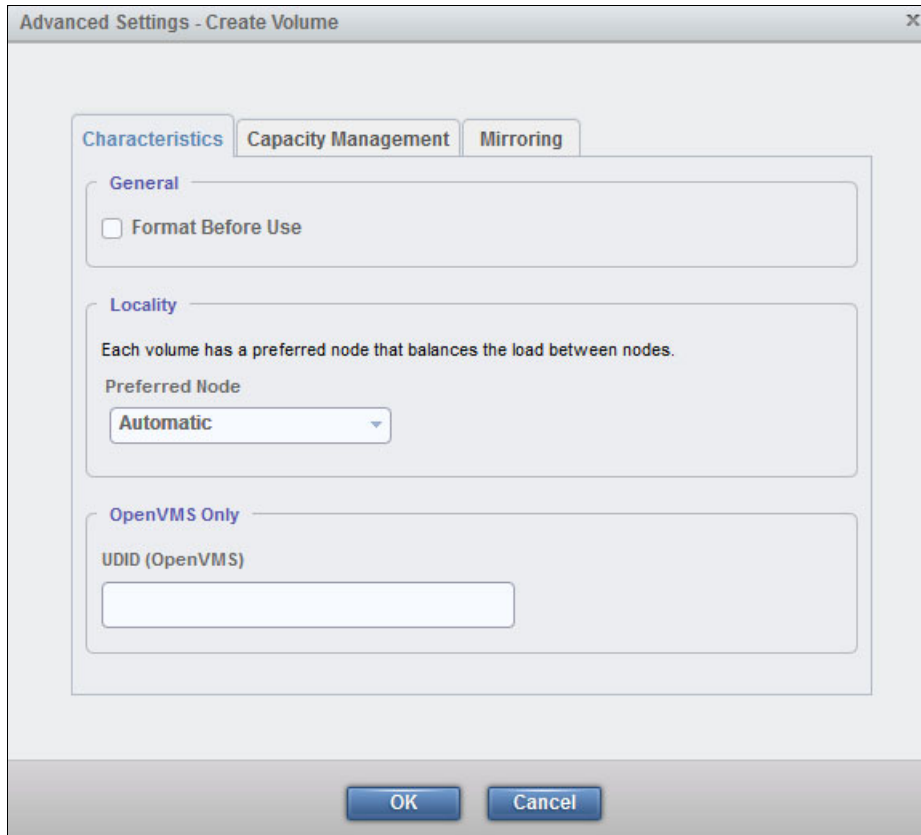 Advanced Settings - Create Volume
x
Characteristics
Capacity Management
Mirroring
General
Format Before Use
Locality
Each volume has a preferred node that balances the load between nodes.
Preferred Node
Automatic
OpenVMS Only
UDID (OpenVMS)
OK
Cancel